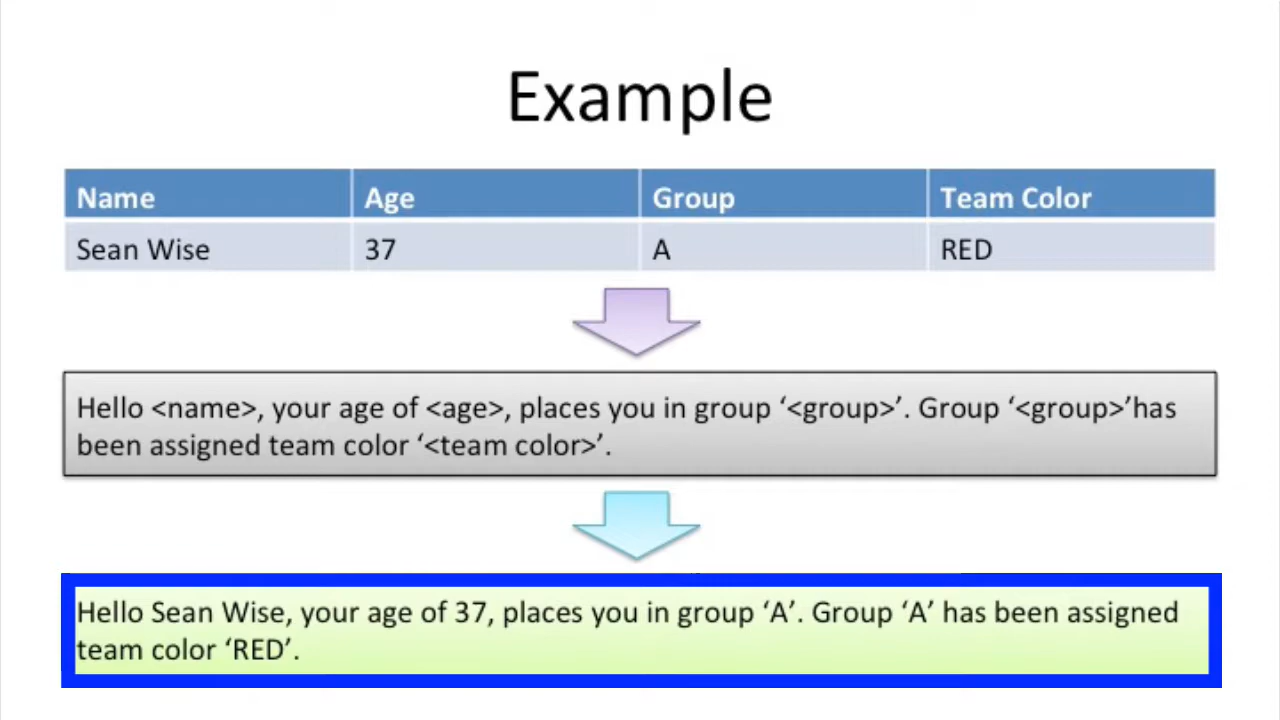 Example
Name Age Group Team Color
Sean Wise 37 A RED
Hello <name>, your age of <age>, places you in group ‘<group>’. Group ‘<group>’has
been assigned team color ‘<team color>’.
Hello Sean Wise, your age of 37, places you in group ‘A’. Group ‘A’ has been assigned
team color ‘RED’.